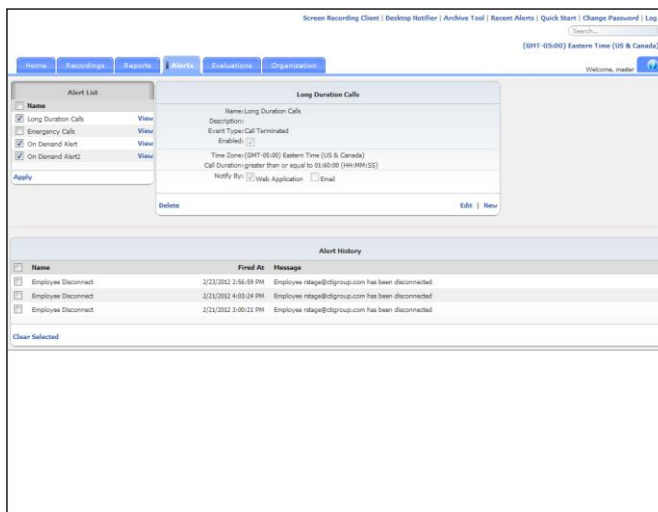 Screen Recording Client | Desktop Notifier | Archive Tool | Recent Alerts | Quick Start | Change Password | Log
Search...
(GMT-05:00) Eastern Time (US & Canada)
Home Recordings Reports Alerts Evaluations Organization
Welcome, master
Alert List
Name
Long Duration Calls View
Emergency Calls View
On Demand Alert View
On Demand Alert2 View
Apply
Long Duration Calls
Name: Long Duration Calls
Description:
Event Type: Call Terminated
Enabled:
Time Zone: (GMT-05:00) Eastern Time (US & Canada)
Call Duration: greater than or equal to 01:60:00 (HH:MM:SS)
Notify By: Web Application Email
Delete Edit | New
Alert History
Name Fired At Message
Employee Disconnect 2/23/2012 2:56:59 PM Employee rstage@ctigroup.com has been disconnected
Employee Disconnect 2/21/2012 4:03:24 PM Employee rstage@ctigroup.com has been disconnected
Employee Disconnect 2/21/2012 3:00:21 PM Employee rstage@ctigroup.com has been disconnected
Clear Selected